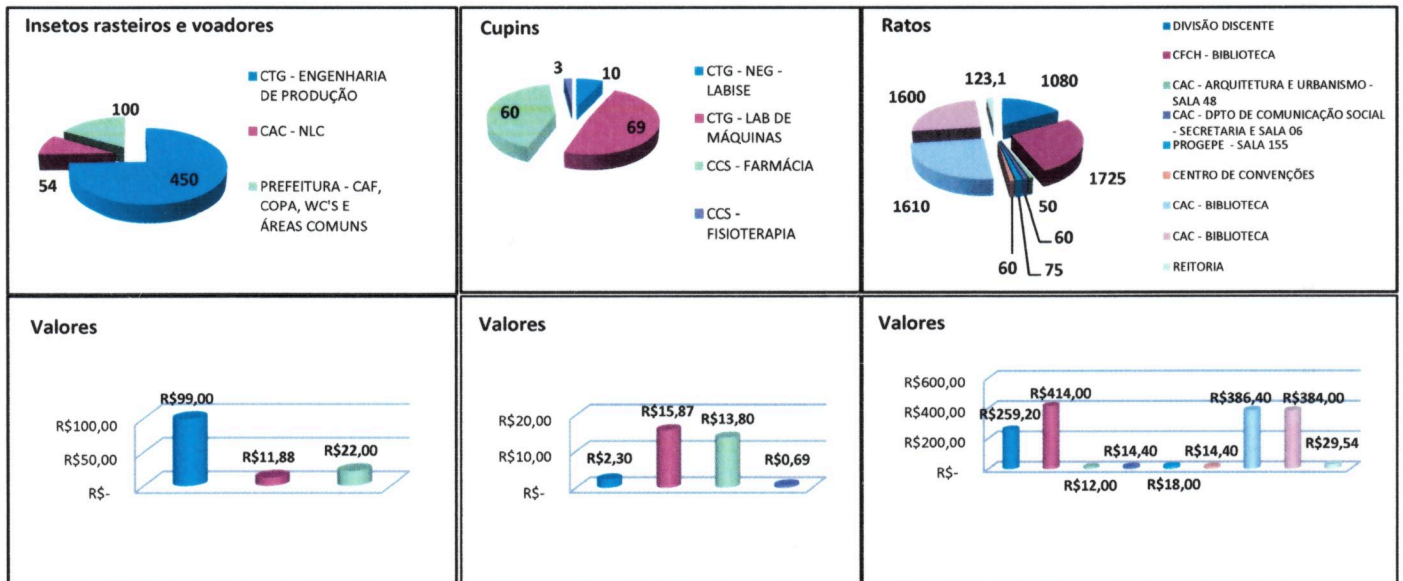 Insetos rasteiros e voadores
100
54
450
CTG - ENGENHARIA
DE PRODUÇÃO
CAC - NLC
PREFEITURA - CAF,
COPA, WC'S E
ÁREAS COMUNS
Cupins
3
10
60
69
CTG - NEG -
LABISE
CTG - LAB DE
MÁQUINAS
CCS - FARMÁCIA
CCS -
FISIOTERAPIA
Ratos
123,1
1080
1600
1725
1610
50
60
60
75
DIVISÃO DISCENTE
CFCH - BIBLIOTECA
CAC - ARQUITETURA E URBANISMO -
SALA 48
CAC - DPTO DE COMUNICAÇÃO SOCIAL
- SECRETARIA E SALA 06
PROGEPE - SALA 155
CENTRO DE CONVENÇÕES
CAC - BIBLIOTECA
CAC - BIBLIOTECA
REITORIA
Valores
R$100,00
R$50,00
R$-
R$99,00
R$11,88
R$22,00
Valores
R$20,00
R$10,00
R$-
R$2,30
R$15,87
R$13,80
R$0,69
Valores
R$600,00
R$400,00
R$200,00
R$-
R$259,20
R$414,00
R$12,00
R$14,40
R$18,00
R$14,40
R$386,40
R$384,00
R$29,54